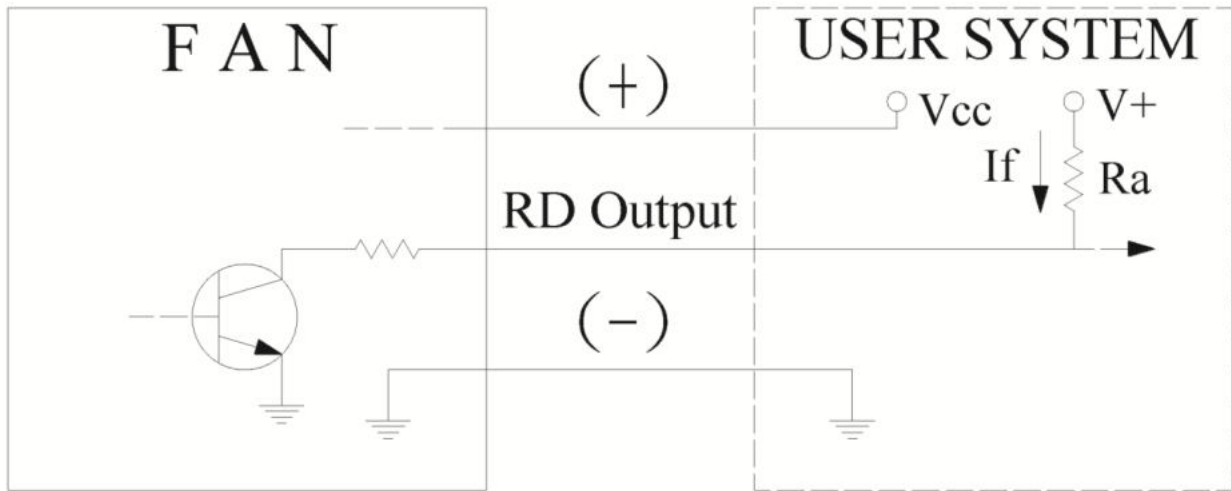 F A N
USER SYSTEM
(+)
Vcc
V+
If
Ra
RD Output
(-)